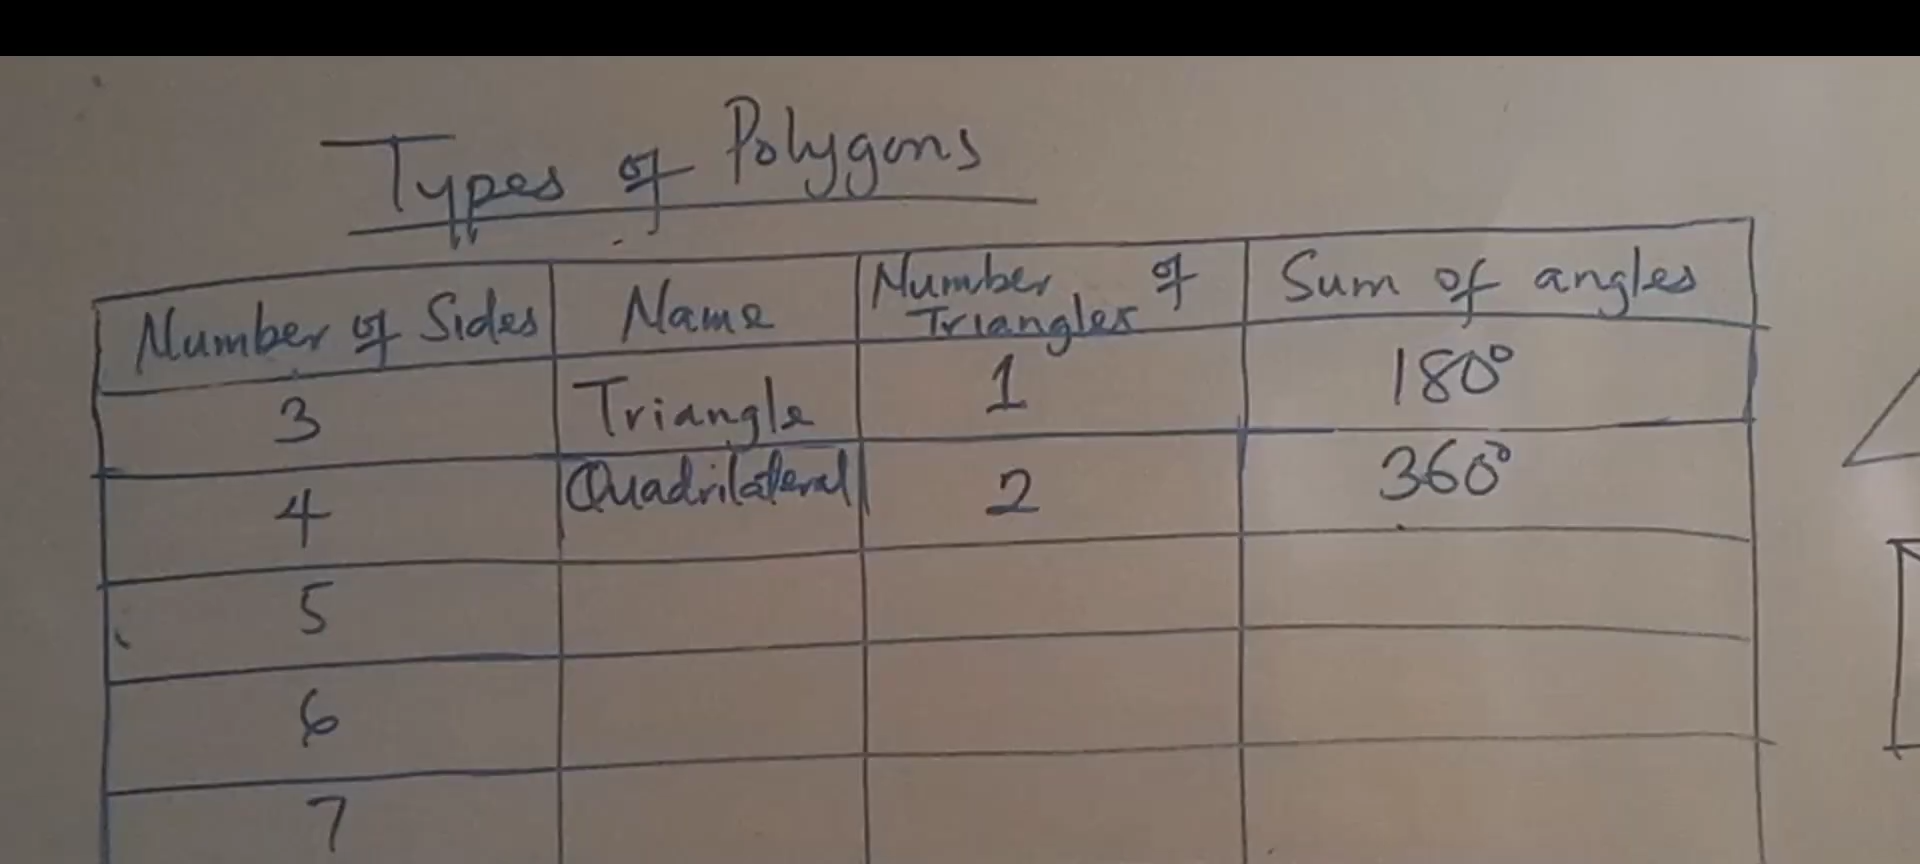 Types of Polygons
Number of Sides Name Number of Triangles Sum of angles
3 Triangle 1 180°
4 Quadrilateral 2 360°
5
6
7